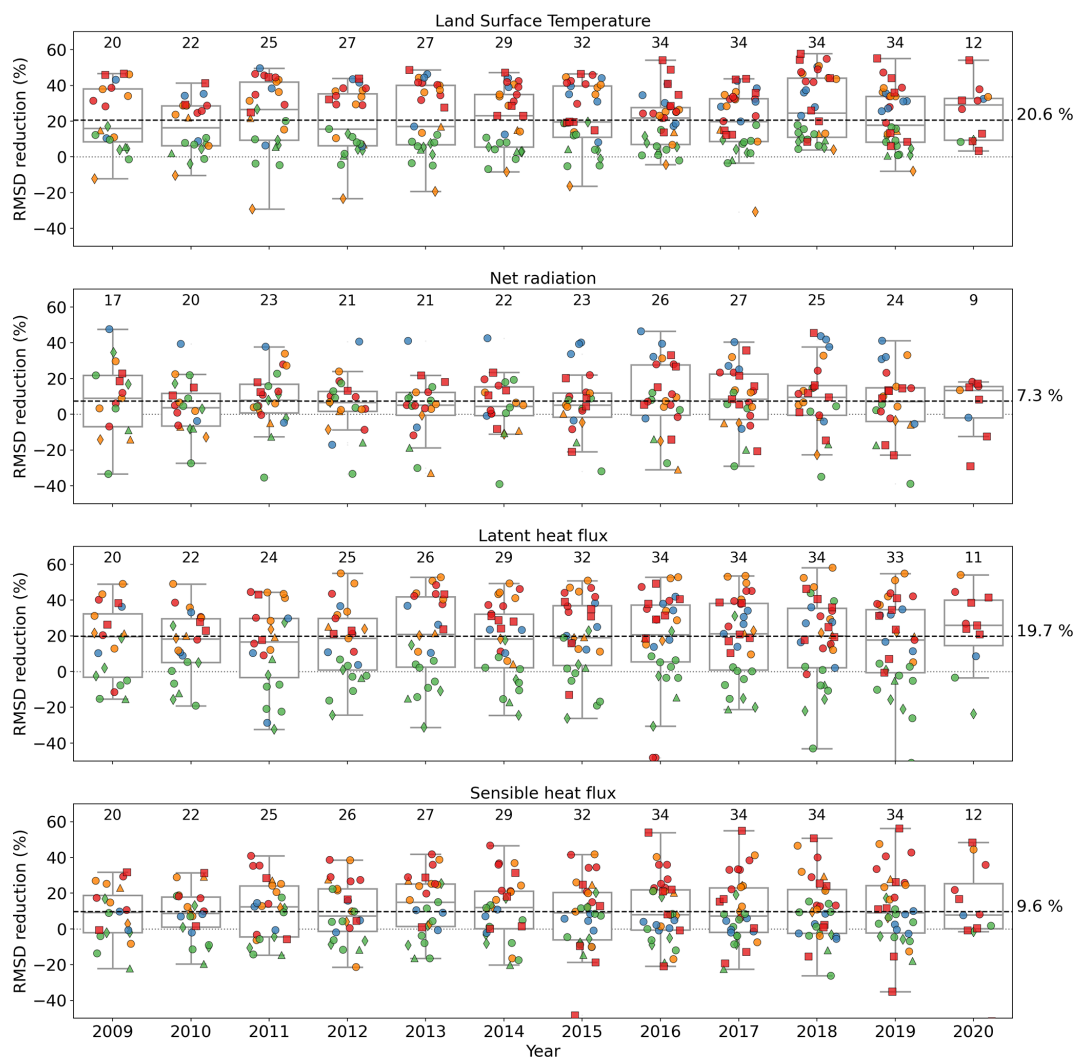 Land Surface Temperature
60 20 22 25 27 27 29 32 34 34 34 34 12
40
20 20.6 %
0
−20
−40
RMSD reduction (%)
Net radiation
60 17 20 23 21 21 22 23 26 27 25 24 9
40
20
7.3 %
0
−20
−40
RMSD reduction (%)
Latent heat flux
60 20 22 24 25 26 29 32 34 34 34 33 11
40
20 19.7 %
0
−20
−40
RMSD reduction (%)
Sensible heat flux
60 20 22 25 26 27 29 32 34 34 34 34 12
40
20
9.6 %
0
−20
−40
RMSD reduction (%)
2009 2010 2011 2012 2013 2014 2015 2016 2017 2018 2019 2020
Year